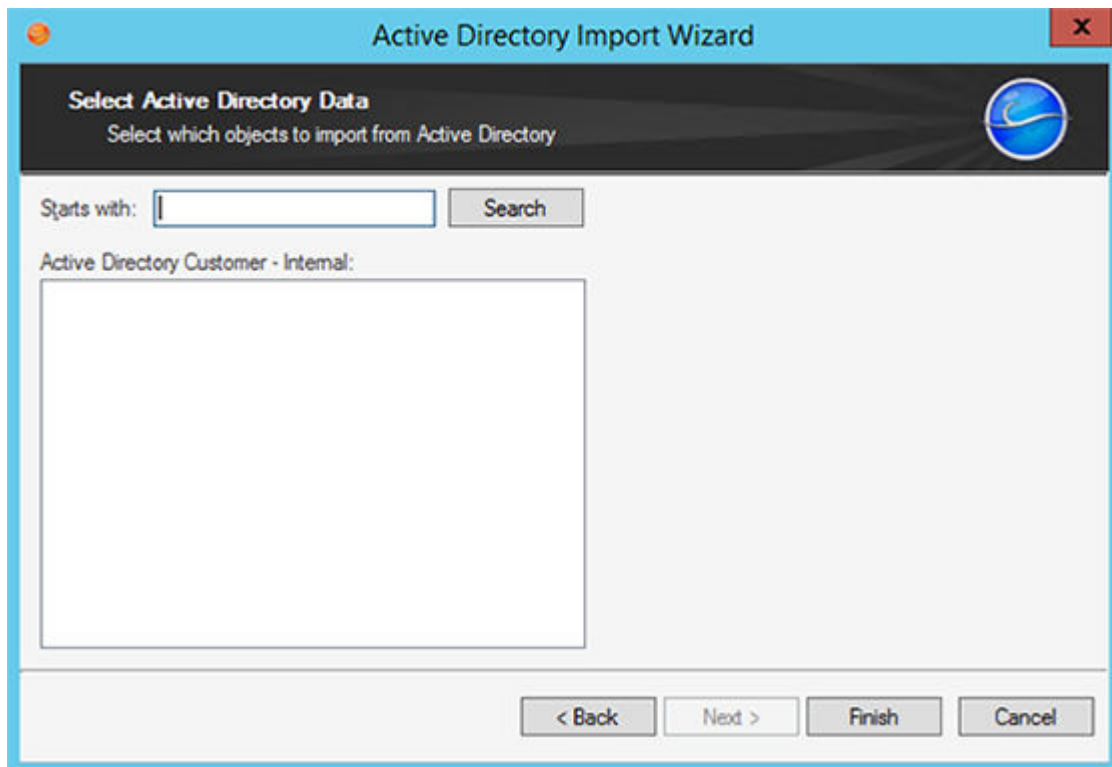 Active Directory Import Wizard
x
Select Active Directory Data
Select which objects to import from Active Directory
Starts with:
Search
Active Directory Customer - Internal:
< Back
Next >
Finish
Cancel